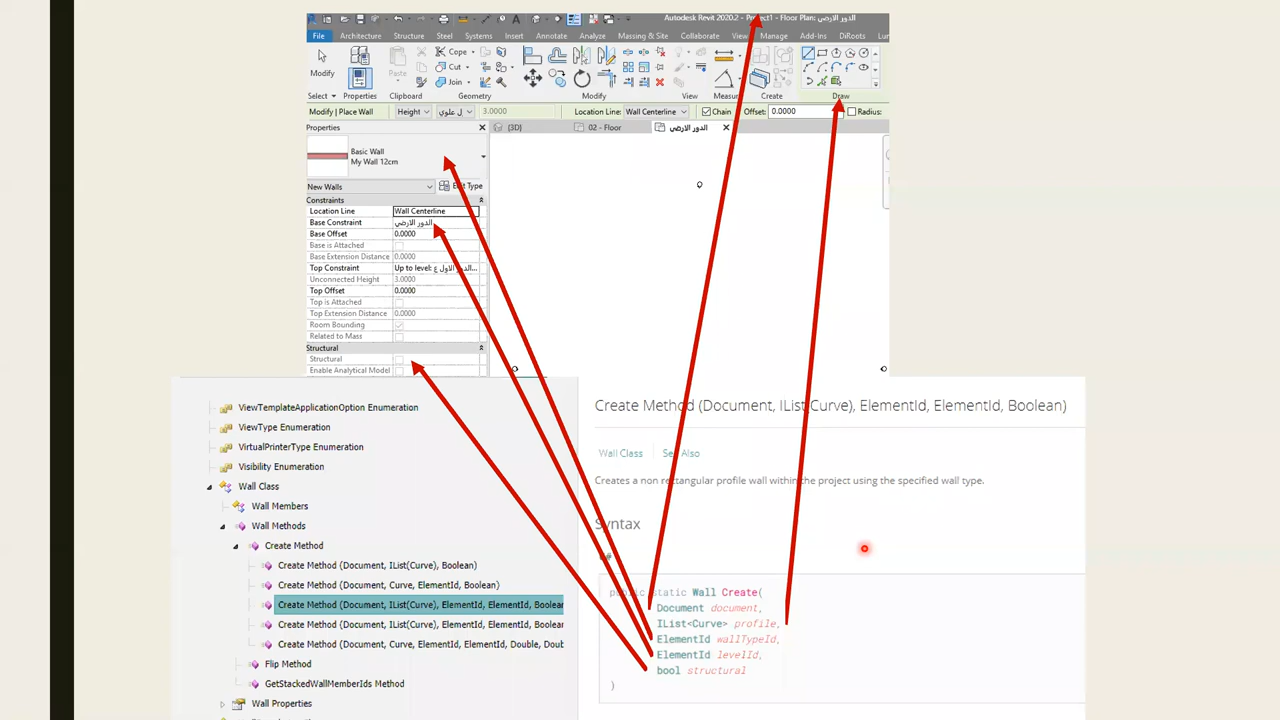 Autodesk Revit 2020.2 - Project1 - Floor Plan: الدور الارضي
File Architecture Structure Steel Systems Insert Annotate Analyze Massing & Site Collaborate View Manage Add-Ins DiRoots
Modify Paste Cope Cut Join
Select Properties Clipboard Geometry Modify View Measure Create Draw
Modify | Place Wall Height ل علوي 3.0000 Location Line: Wall Centerline Chain Offset: 0.0000 Radius:
Properties {3D} 02 - Floor الدور الارضي
Basic Wall
My Wall 12cm
New Walls Edit Type
Constraints
Location Line Wall Centerline
Base Constraint الدور الارضي
Base Offset 0.0000
Base is Attached
Base Extension Distance 0.0000
Top Constraint Up to level: الدور الاول ع...
Unconnected Height 3.0000
Top Offset 0.0000
Top is Attached
Top Extension Distance 0.0000
Room Bounding
Related to Mass
Structural
Structural
Enable Analytical Model
ViewTemplateApplicationOption Enumeration
ViewType Enumeration
VirtualPrinterType Enumeration
Visibility Enumeration
Wall Class
Wall Members
Wall Methods
Create Method
Create Method (Document, IList(Curve), Boolean)
Create Method (Document, Curve, ElementId, Boolean)
Create Method (Document, IList(Curve), ElementId, ElementId, Boolean
Create Method (Document, IList(Curve), ElementId, ElementId, Boolean
Create Method (Document, Curve, ElementId, ElementId, Double, Doub
Flip Method
GetStackedWallMemberIds Method
Wall Properties
Create Method (Document, IList(Curve), ElementId, ElementId, Boolean)
Wall Class See Also
Creates a non rectangular profile wall within the project using the specified wall type.
Syntax
C#
public static Wall Create(
Document document,
IList<Curve> profile,
ElementId wallTypeId,
ElementId levelId,
bool structural
)